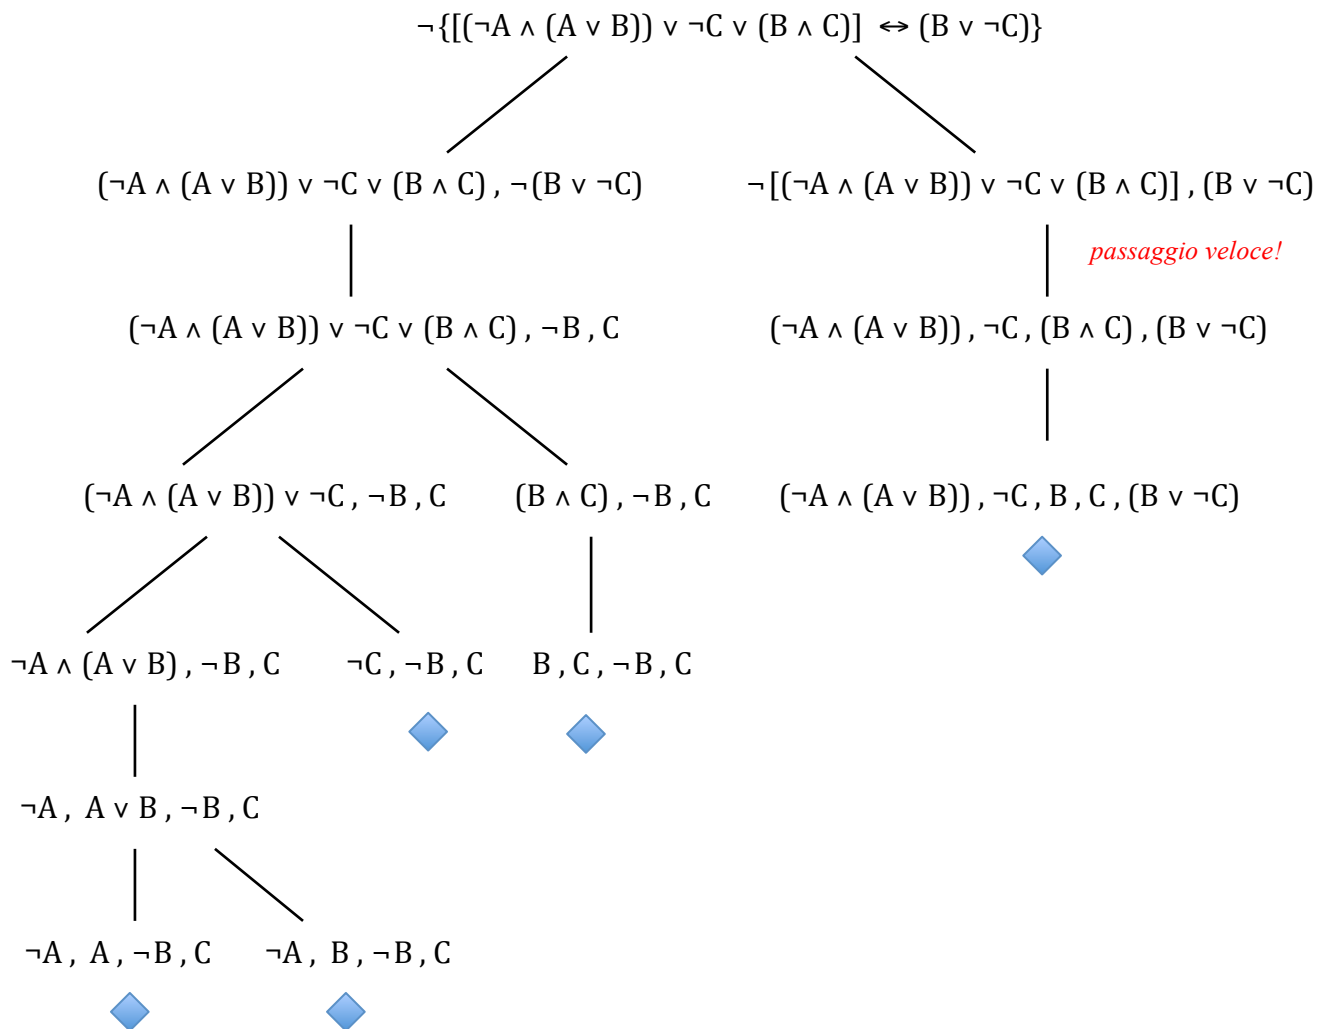 ¬{[(¬A ∧ (A ∨ B)) ∨ ¬C ∨ (B ∧ C)] ↔ (B ∨ ¬C)}
(¬A ∧ (A ∨ B)) ∨ ¬C ∨ (B ∧ C) , ¬(B ∨ ¬C)
¬[(¬A ∧ (A ∨ B)) ∨ ¬C ∨ (B ∧ C)] , (B ∨ ¬C)
passaggio veloce!
(¬A ∧ (A ∨ B)) ∨ ¬C ∨ (B ∧ C) , ¬B , C
(¬A ∧ (A ∨ B)) , ¬C , (B ∧ C) , (B ∨ ¬C)
(¬A ∧ (A ∨ B)) ∨ ¬C , ¬B , C
(B ∧ C) , ¬B , C
(¬A ∧ (A ∨ B)) , ¬C , B , C , (B ∨ ¬C)
¬A ∧ (A ∨ B) , ¬B , C
¬C , ¬B , C
B , C , ¬B , C
¬A , A ∨ B , ¬B , C
¬A , A , ¬B , C
¬A , B , ¬B , C